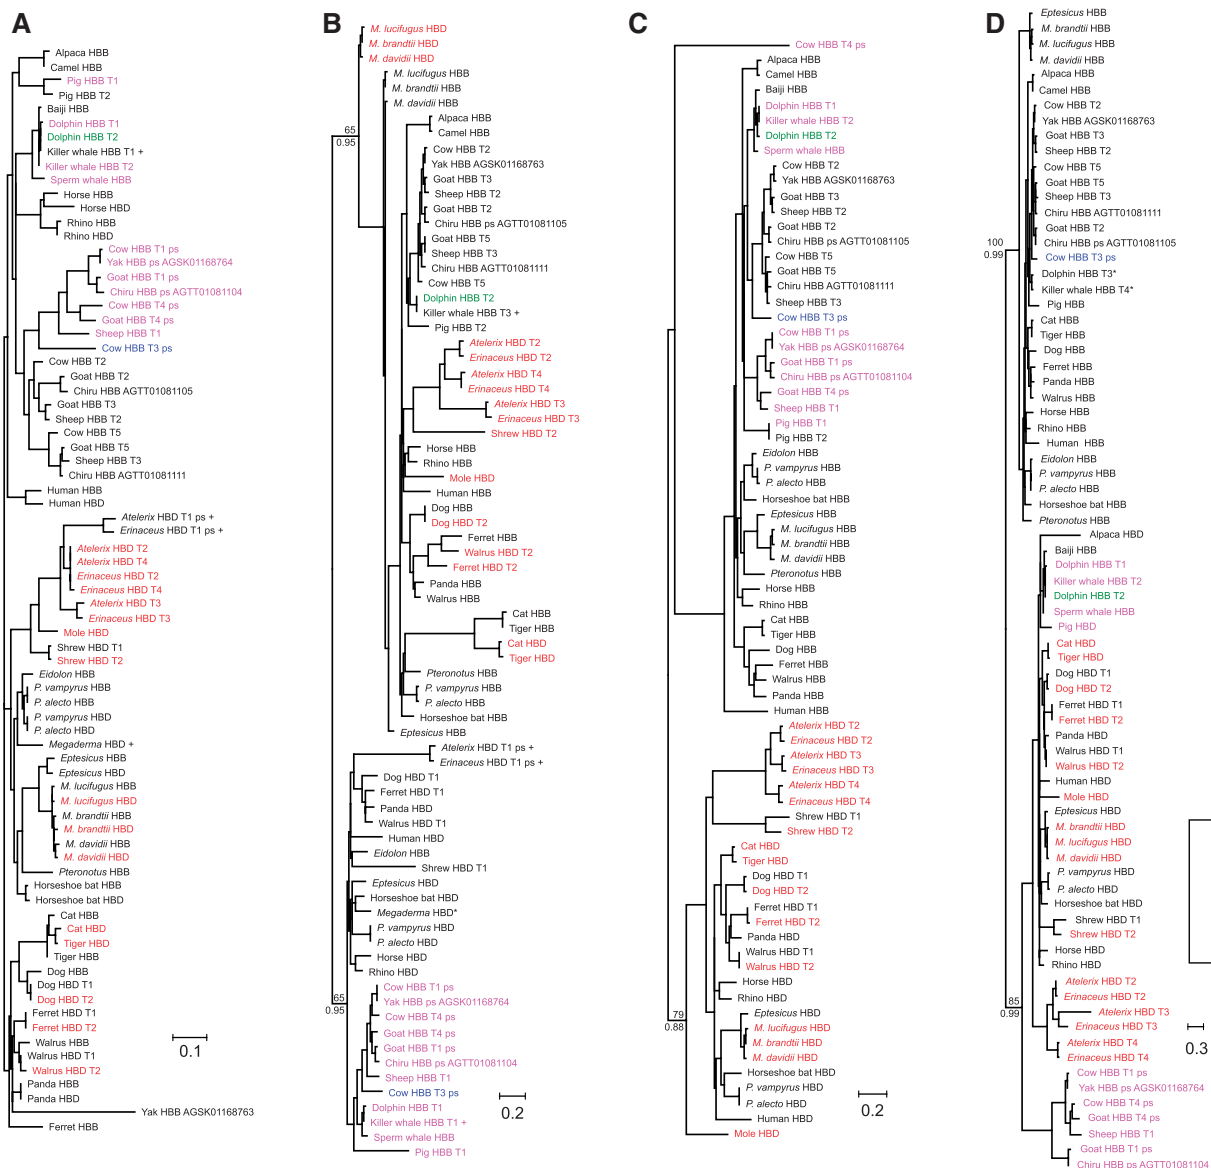 A
Alpaca HBB
Camel HBB
Pig HBB T1
Pig HBB T2
Baiji HBB
Dolphin HBB T1
Dolphin HBB T2
Killer whale HBB T1 +
Killer whale HBB T2
Sperm whale HBB
Horse HBB
Horse HBD
Rhino HBB
Rhino HBD
Cow HBB T1 ps
Yak HBB ps AGSK01168764
Goat HBB T1 ps
Chiru HBB ps AGTT01081104
Cow HBB T4 ps
Goat HBB T4 ps
Sheep HBB T1
Cow HBB T3 ps
Cow HBB T2
Goat HBB T2
Chiru HBB AGTT01081105
Goat HBB T3
Sheep HBB T2
Cow HBB T5
Goat HBB T5
Sheep HBB T3
Chiru HBB AGTT01081111
Human HBB
Human HBD
Atelerix HBD T1 ps +
Erinaceus HBD T1 ps +
Atelerix HBD T2
Atelerix HBD T4
Erinaceus HBD T2
Erinaceus HBD T4
Atelerix HBD T3
Erinaceus HBD T3
Mole HBD
Shrew HBD T1
Shrew HBD T2
Eidolon HBB
P. vampyrus HBB
P. alecto HBB
P. vampyrus HBD
P. alecto HBD
Megaderma HBD +
Eptesicus HBB
Eptesicus HBD
M. lucifugus HBB
M. lucifugus HBD
M. brandtii HBB
M. brandtii HBD
M. davidii HBB
M. davidii HBD
Pteronotus HBB
Horseshoe bat HBB
Horseshoe bat HBD
Cat HBB
Cat HBD
Tiger HBD
Tiger HBB
Dog HBB
Dog HBD T1
Dog HBD T2
Ferret HBD T1
Ferret HBD T2
Walrus HBB
Walrus HBD T1
Walrus HBD T2
Panda HBB
Panda HBD
Yak HBB AGSK01168763
Ferret HBB
0.1
B
M. lucifugus HBD
M. brandtii HBD
M. davidii HBD
M. lucifugus HBB
M. brandtii HBB
M. davidii HBB
Alpaca HBB
Camel HBB
65
0.95
Cow HBB T2
Yak HBB AGSK01168763
Goat HBB T3
Sheep HBB T2
Goat HBB T2
Chiru HBB ps AGTT01081105
Goat HBB T5
Sheep HBB T3
Chiru HBB AGTT01081111
Cow HBB T5
Dolphin HBB T2
Killer whale HBB T3 +
Pig HBB T2
Atelerix HBD T2
Erinaceus HBD T2
Atelerix HBD T4
Erinaceus HBD T4
Atelerix HBD T3
Erinaceus HBD T3
Shrew HBD T2
Horse HBB
Rhino HBB
Mole HBD
Human HBB
Dog HBB
Dog HBD T2
Ferret HBB
Walrus HBD T2
Ferret HBD T2
Panda HBB
Walrus HBB
Cat HBB
Tiger HBB
Cat HBD
Tiger HBD
Pteronotus HBB
P. vampyrus HBB
P. alecto HBB
Horseshoe bat HBB
Eptesicus HBB
Atelerix HBD T1 ps +
Erinaceus HBD T1 ps +
Dog HBD T1
Ferret HBD T1
Panda HBD
Walrus HBD T1
Human HBD
Eidolon HBB
Shrew HBD T1
Eptesicus HBD
Horseshoe bat HBD
Megaderma HBD*
P. vampyrus HBD
P. alecto HBD
Horse HBD
Rhino HBD
65
0.95
Cow HBB T1 ps
Yak HBB ps AGSK01168764
Cow HBB T4 ps
Goat HBB T4 ps
Goat HBB T1 ps
Chiru HBB ps AGTT01081104
Sheep HBB T1
Cow HBB T3 ps
Dolphin HBB T1
Killer whale HBB T1 +
Sperm whale HBB
Pig HBB T1
0.2
C
Cow HBB T4 ps
Alpaca HBB
Camel HBB
Baiji HBB
Dolphin HBB T1
Killer whale HBB T2
Dolphin HBB T2
Sperm whale HBB
Cow HBB T2
Yak HBB AGSK01168763
Goat HBB T3
Sheep HBB T2
Goat HBB T2
Chiru HBB ps AGTT01081105
Cow HBB T5
Goat HBB T5
Chiru HBB AGTT01081111
Sheep HBB T3
Cow HBB T3 ps
Cow HBB T1 ps
Yak HBB ps AGSK01168764
Goat HBB T1 ps
Chiru HBB ps AGTT01081104
Goat HBB T4 ps
Sheep HBB T1
Pig HBB T1
Pig HBB T2
Eidolon HBB
P. vampyrus HBB
P. alecto HBB
Horseshoe bat HBB
Eptesicus HBB
M. lucifugus HBB
M. brandtii HBB
M. davidii HBB
Pteronotus HBB
Horse HBB
Rhino HBB
Cat HBB
Tiger HBB
Dog HBB
Ferret HBB
Walrus HBB
Panda HBB
Human HBB
Atelerix HBD T2
Erinaceus HBD T2
Atelerix HBD T3
Erinaceus HBD T3
Atelerix HBD T4
Erinaceus HBD T4
Shrew HBD T1
Shrew HBD T2
Cat HBD
Tiger HBD
Dog HBD T1
Dog HBD T2
Ferret HBD T1
Ferret HBD T2
Panda HBD
Walrus HBD T1
Walrus HBD T2
Horse HBD
Rhino HBD
79
0.88
Eptesicus HBD
M. lucifugus HBD
M. brandtii HBD
M. davidii HBD
Horseshoe bat HBD
P. vampyrus HBD
P. alecto HBD
Human HBD
Mole HBD
0.2
D
Eptesicus HBB
M. brandtii HBB
M. lucifugus HBB
M. davidii HBB
Alpaca HBB
Camel HBB
Cow HBB T2
Yak HBB AGSK01168763
Goat HBB T3
Sheep HBB T2
Cow HBB T5
Goat HBB T5
Sheep HBB T3
Chiru HBB AGTT01081111
Goat HBB T2
Chiru HBB ps AGTT01081105
100
0.99
Cow HBB T3 ps
Dolphin HBB T3*
Killer whale HBB T4*
Pig HBB
Cat HBB
Tiger HBB
Dog HBB
Ferret HBB
Panda HBB
Walrus HBB
Horse HBB
Rhino HBB
Human HBB
Eidolon HBB
P. vampyrus HBB
P. alecto HBB
Horseshoe bat HBB
Pteronotus HBB
Alpaca HBD
Baiji HBB
Dolphin HBB T1
Killer whale HBB T2
Dolphin HBB T2
Sperm whale HBB
Pig HBD
Cat HBD
Tiger HBD
Dog HBD T1
Dog HBD T2
Ferret HBD T1
Ferret HBD T2
Panda HBD
Walrus HBD T1
Walrus HBD T2
Human HBD
Mole HBD
Eptesicus HBD
M. brandtii HBD
M. lucifugus HBD
M. davidii HBD
P. vampyrus HBD
P. alecto HBD
Horseshoe bat HBD
Shrew HBD T1
Shrew HBD T2
Horse HBD
Rhino HBD
85
0.99
Atelerix HBD T2
Erinaceus HBD T2
Atelerix HBD T3
Erinaceus HBD T3
Atelerix HBD T4
Erinaceus HBD T4
Cow HBB T1 ps
Yak HBB ps AGSK01168764
Cow HBB T4 ps
Goat HBB T4 ps
Sheep HBB T1
Goat HBB T1 ps
Chiru HBB ps AGTT01081104
0.3